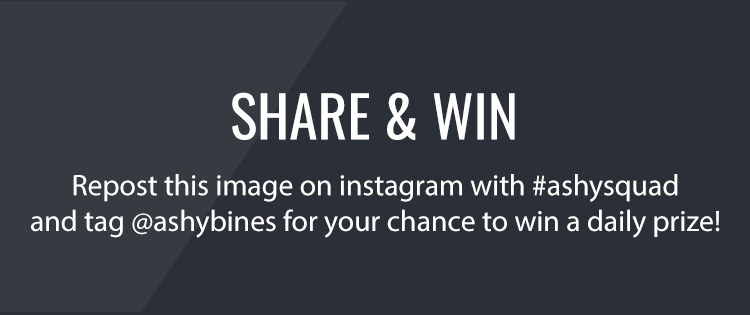 SHARE & WIN
Repost this image on instagram with #ashysquad
and tag @ashybines for your chance to win a daily prize!